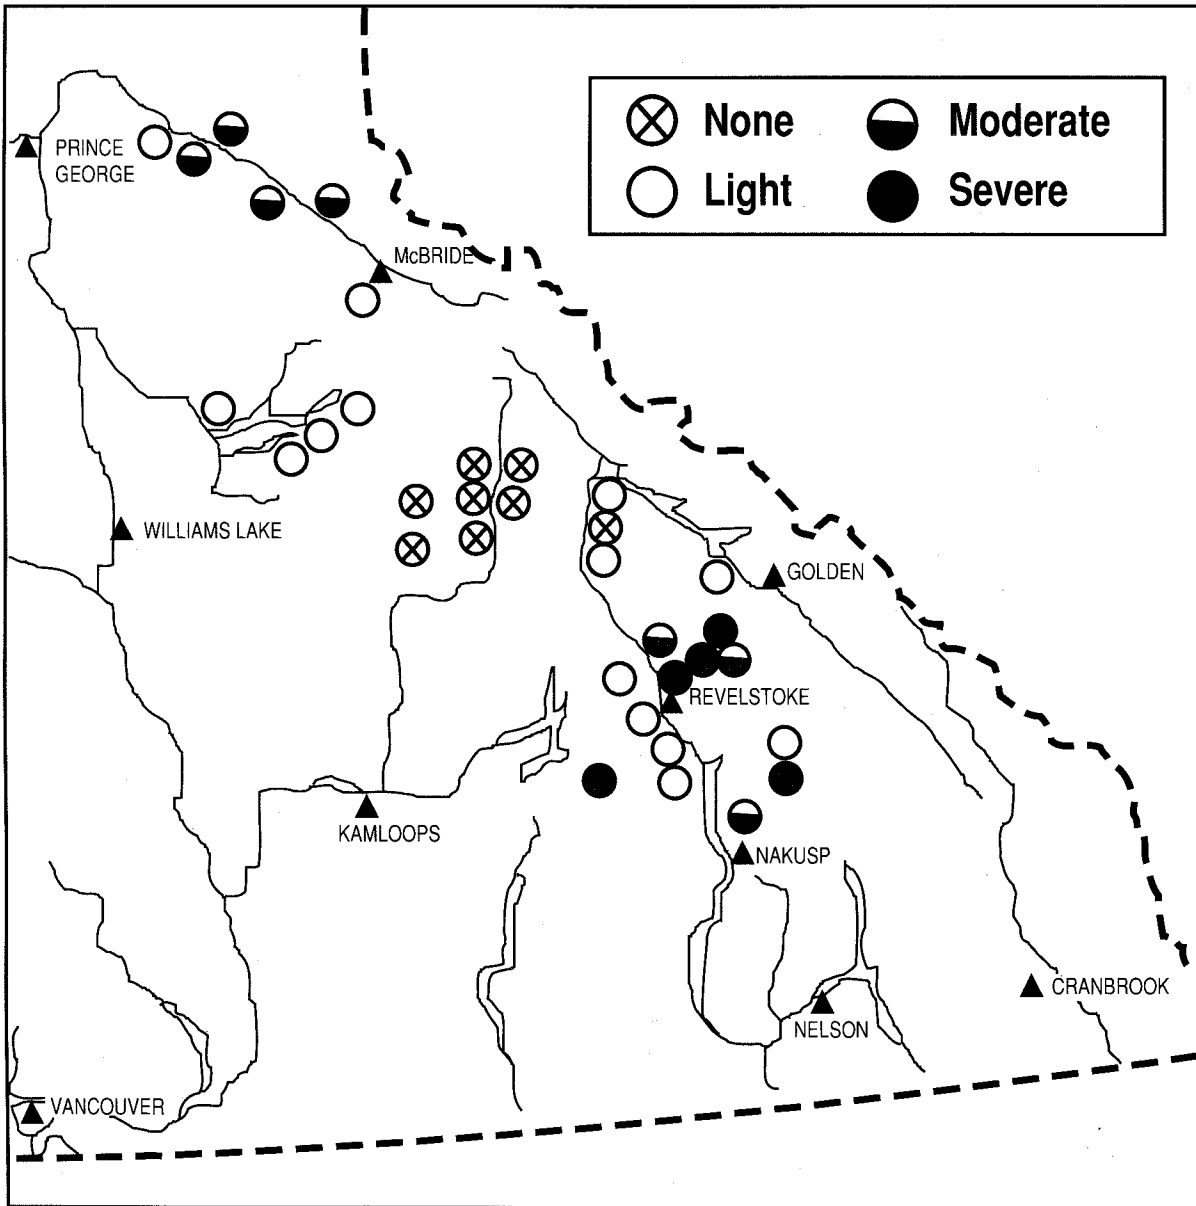 None
Moderate
Light
Severe
PRINCE
GEORGE
McBRIDE
WILLIAMS LAKE
GOLDEN
REVELSTOKE
KAMLOOPS
NAKUSP
CRANBROOK
NELSON
VANCOUVER